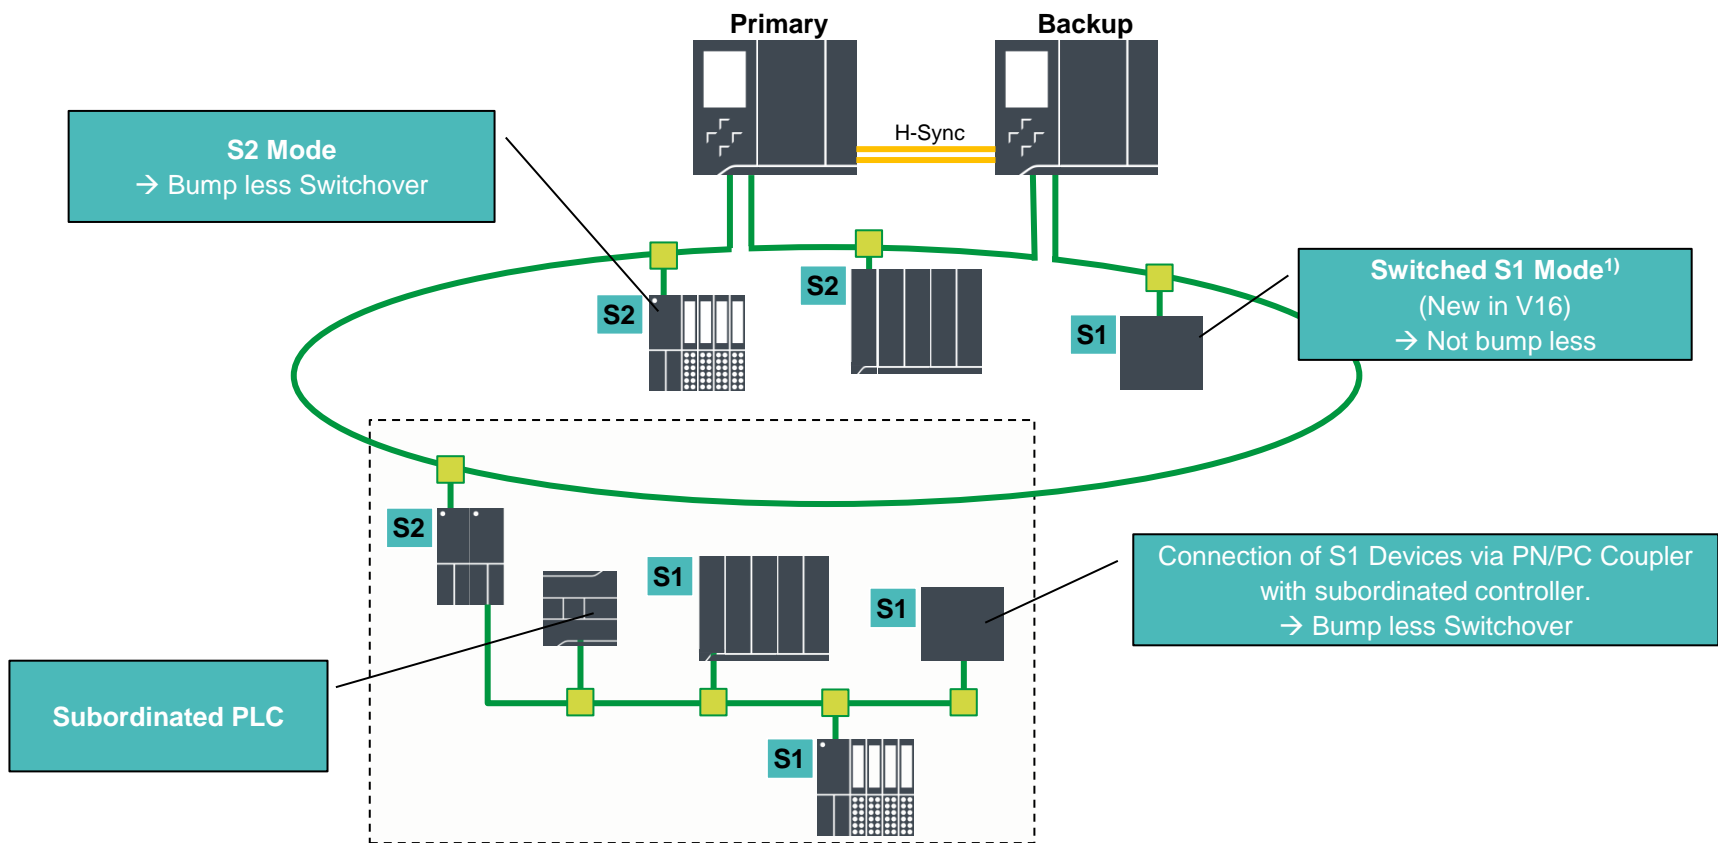 Primary
Backup
H-Sync
S2 Mode
→ Bump less Switchover
S2
S2
S1
Switched S1 Mode¹⁾
(New in V16)
→ Not bump less
S2
S1
S1
Connection of S1 Devices via PN/PC Coupler
with subordinated controller.
→ Bump less Switchover
Subordinated PLC
S1